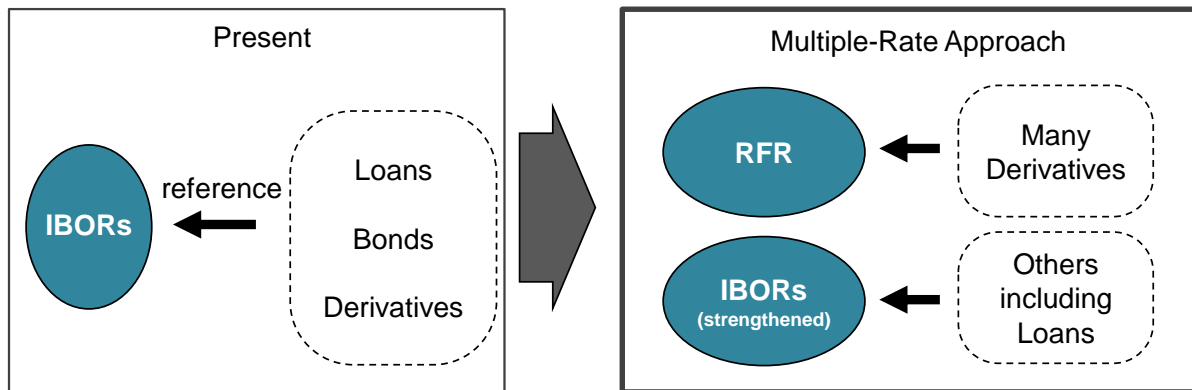 Present
IBORs
reference
Loans
Bonds
Derivatives
Multiple-Rate Approach
RFR
Many
Derivatives
IBORs
(strengthened)
Others
including
Loans